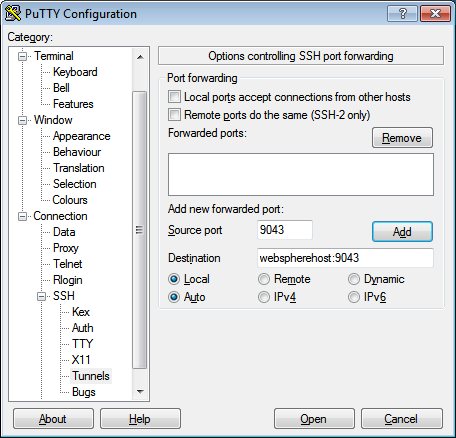 PuTTY Configuration
Category:
Terminal
Keyboard
Bell
Features
Window
Appearance
Behaviour
Translation
Selection
Colours
Connection
Data
Proxy
Telnet
Rlogin
SSH
Kex
Auth
TTY
X11
Tunnels
Bugs
Options controlling SSH port forwarding
Port forwarding
Local ports accept connections from other hosts
Remote ports do the same (SSH-2 only)
Forwarded ports:
Remove
Add new forwarded port:
Source port 9043 Add
Destination webspherehost:9043
Local Remote Dynamic
Auto IPv4 IPv6
About Help Open Cancel